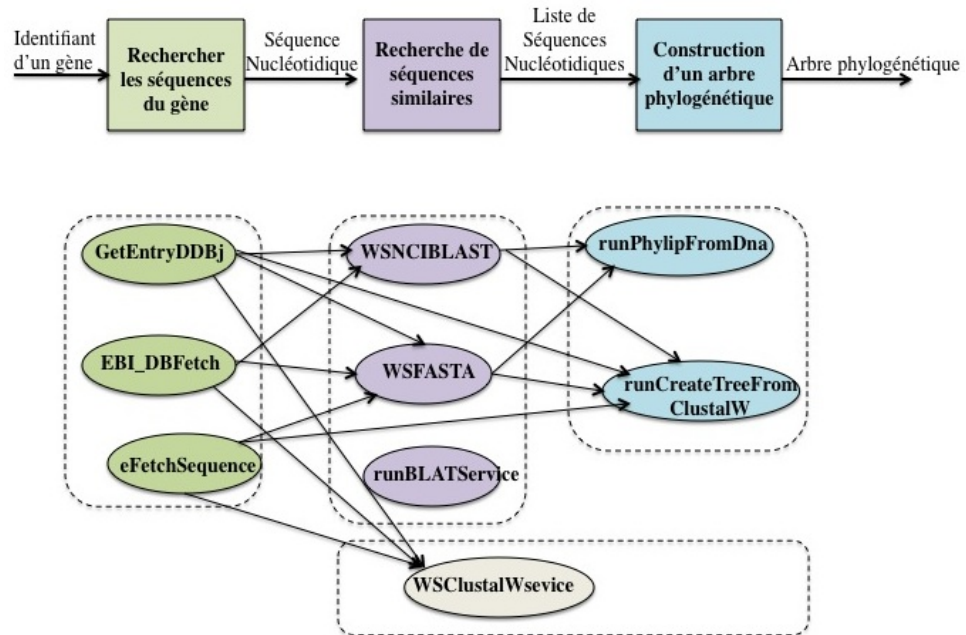 Identifiant
d'un gène
Rechercher
les séquences
du gène
Séquence
Nucléotidique
Recherche de
séquences
similaires
Liste de
Séquences
Nucléotidiques
Construction
d'un arbre
phylogénétique
Arbre phylogénétique
GetEntryDDBj
WSNCIBLAST
runPhylipFromDna
EBI_DBFetch
WSFASTA
runCreateTreeFrom
ClustalW
eFetchSequence
runBLATService
WSClustalWsevice